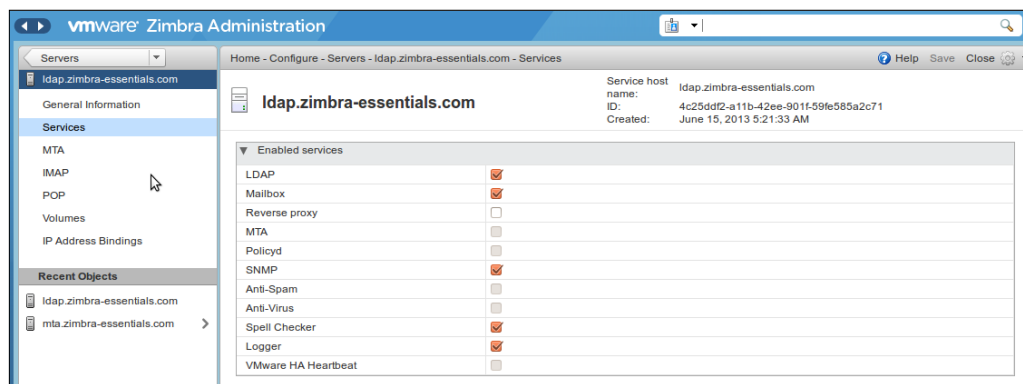 vmware Zimbra Administration
Servers
ldap.zimbra-essentials.com
General Information
Services
MTA
IMAP
POP
Volumes
IP Address Bindings
Recent Objects
ldap.zimbra-essentials.com
mta.zimbra-essentials.com
Home - Configure - Servers - ldap.zimbra-essentials.com - Services
Help Save Close
ldap.zimbra-essentials.com
Service host name: ldap.zimbra-essentials.com
ID: 4c25ddf2-a11b-42ee-901f-59fe585a2c71
Created: June 15, 2013 5:21:33 AM
Enabled services
LDAP
Mailbox
Reverse proxy
MTA
Policyd
SNMP
Anti-Spam
Anti-Virus
Spell Checker
Logger
VMware HA Heartbeat